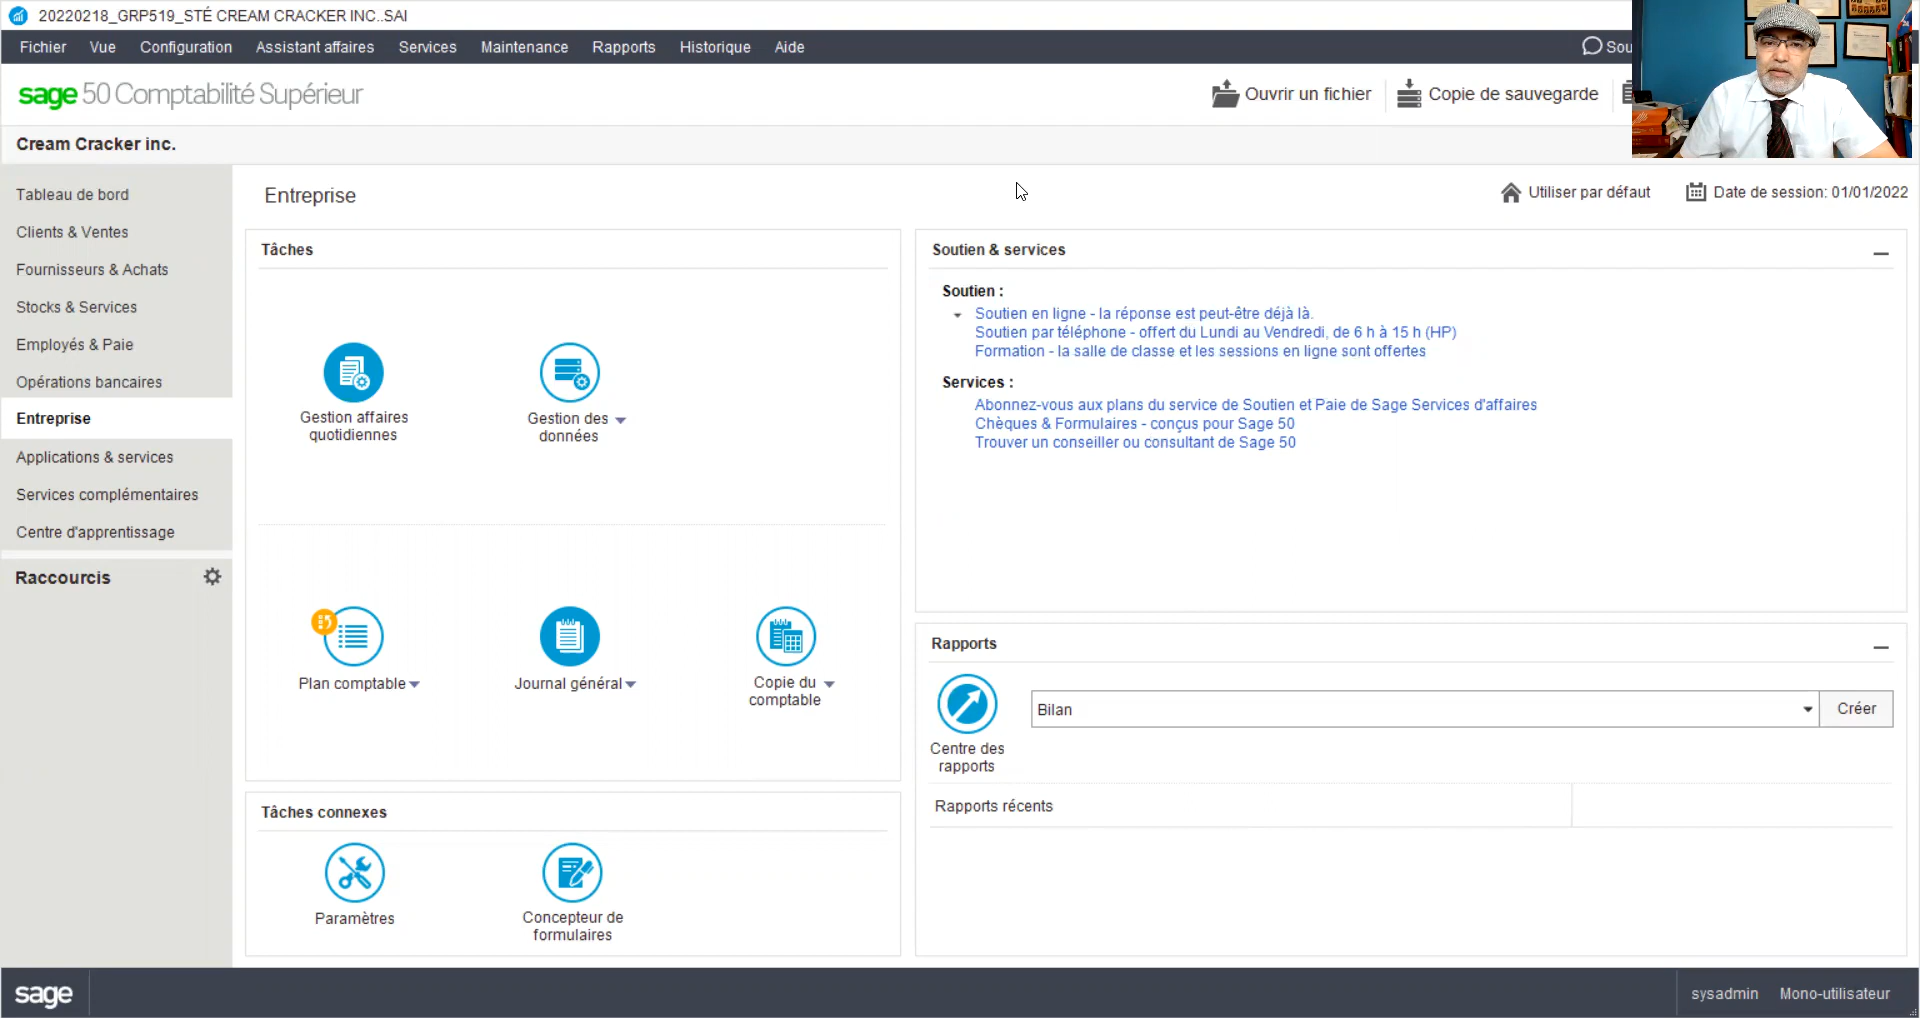 20220218_GRP519_STÉ CREAM CRACKER INC..SAI
Fichier Vue Configuration Assistant affaires Services Maintenance Rapports Historique Aide
sage 50 Comptabilité Supérieur
Ouvrir un fichier
Copie de sauvegarde
Cream Cracker inc.
Tableau de bord
Clients & Ventes
Fournisseurs & Achats
Stocks & Services
Employés & Paie
Opérations bancaires
Entreprise
Applications & services
Services complémentaires
Centre d'apprentissage
Raccourcis
Entreprise
Utiliser par défaut
Date de session: 01/01/2022
Tâches
Gestion affaires
quotidiennes
Gestion des
données
Plan comptable
Journal général
Copie du
comptable
Tâches connexes
Paramètres
Concepteur de
formulaires
Soutien & services
Soutien :
Soutien en ligne - la réponse est peut-être déjà là.
Soutien par téléphone - offert du Lundi au Vendredi, de 6 h à 15 h (HP)
Formation - la salle de classe et les sessions en ligne sont offertes
Services :
Abonnez-vous aux plans du service de Soutien et Paie de Sage Services d'affaires
Chèques & Formulaires - conçus pour Sage 50
Trouver un conseiller ou consultant de Sage 50
Rapports
Centre des
rapports
Bilan
Créer
Rapports récents
sage
sysadmin
Mono-utilisateur